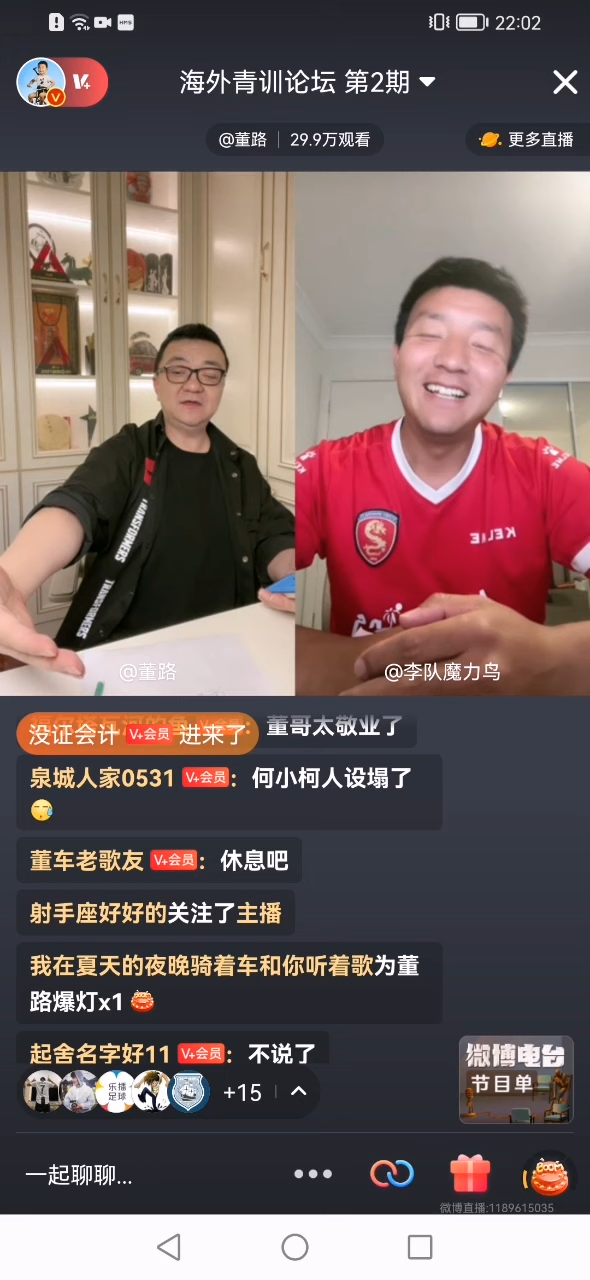 22:02
V+
海外青训论坛 第2期
@董路 29.9万观看
更多直播
TRANSFORMERS
TRANSFORMERS
KELME
@董路
@李队魔力鸟
没证会计 V+会员 进来了
董哥太敬业了
泉城人家0531 V+会员: 何小柯人设塌了
董车老歌友 V+会员: 休息吧
射手座好好的关注了主播
我在夏天的夜晚骑着车和你听着歌为董
路爆灯x1
起舍名字好11 V+会员: 不说了
乐播
足球
+15
微博电台
节目单
一起聊聊...
微博直播:1189615035